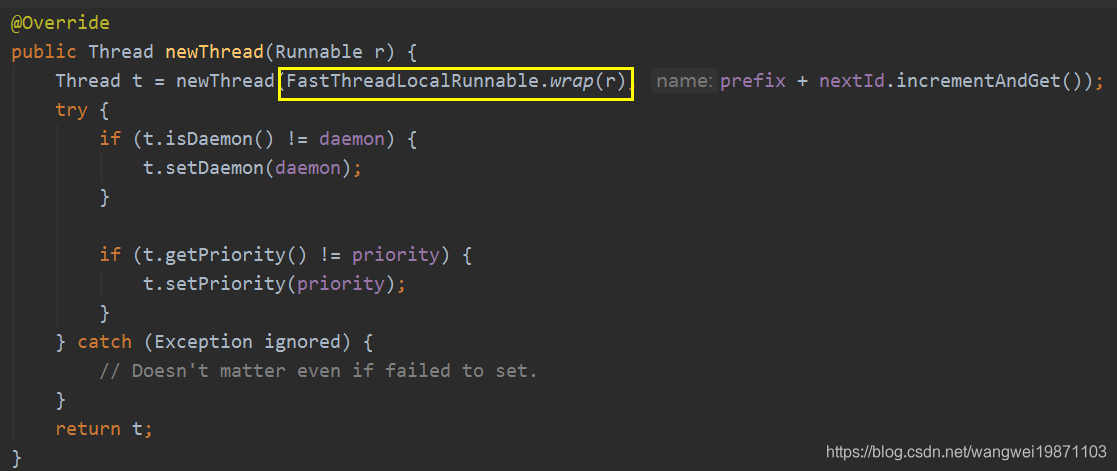 @Override
public Thread newThread(Runnable r) {
    Thread t = newThread(FastThreadLocalRunnable.wrap(r), name: prefix + nextId.incrementAndGet());
    try {
        if (t.isDaemon() != daemon) {
            t.setDaemon(daemon);
        }

        if (t.getPriority() != priority) {
            t.setPriority(priority);
        }
    } catch (Exception ignored) {
        // Doesn't matter even if failed to set.
    }
    return t;
}
https://blog.csdn.net/wangwei19871103